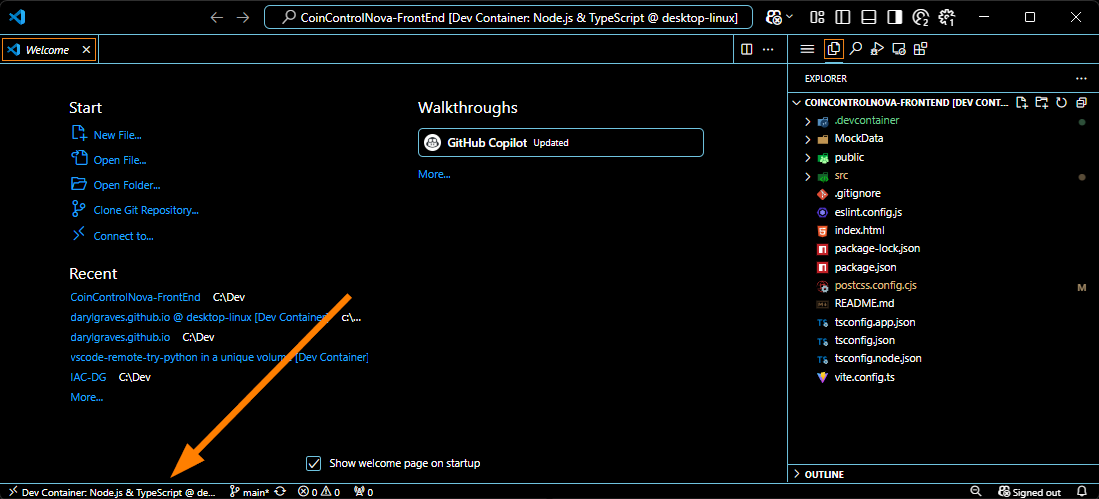 CoinControlNova-FrontEnd [Dev Container: Node.js & TypeScript @ desktop-linux]
2
1
Welcome
Start
New File...
Open File...
Open Folder...
Clone Git Repository...
Connect to...
Recent
CoinControlNova-FrontEnd C:\Dev
darylgraves.github.io @ desktop-linux [Dev Container] c:\...
darylgraves.github.io C:\Dev
vscode-remote-try-python in a unique volume [Dev Container]
IAC-DG C:\Dev
More...
Walkthroughs
GitHub Copilot Updated
More...
Show welcome page on startup
EXPLORER
COINCONTROLNOVA-FRONTEND [DEV CONT...
.devcontainer
MockData
public
src
.gitignore
eslint.config.js
index.html
package-lock.json
package.json
postcss.config.cjs M
README.md
TS tsconfig.app.json
TS tsconfig.json
TS tsconfig.node.json
vite.config.ts
OUTLINE
Dev Container: Node.js & TypeScript @ de... main* 0 0 0 Signed out